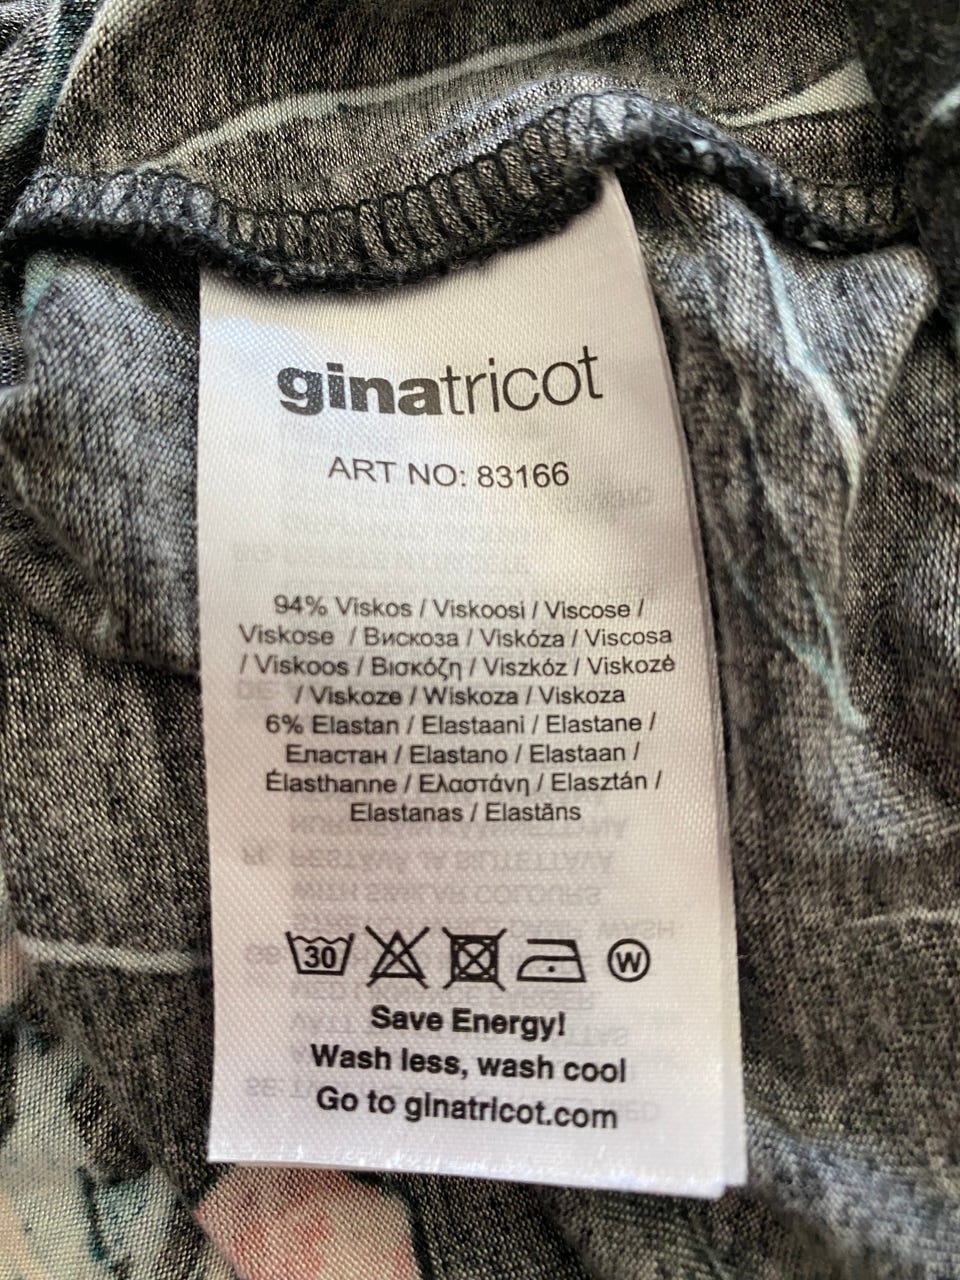 ginatricot
ART NO: 83166
94% Viskos / Viskoosi / Viscose /
Viskose / Вискоза / Viskóza / Viscosa
/ Viskoos / Βισκόζη / Viszkóz / Viskozė
/ Viskoze / Wiskoza / Viskoza
6% Elastan / Elastaani / Elastane /
Еластан / Elastano / Elastaan /
Élasthanne / Ελαστάνη / Elasztán /
Elastanas / Elastāns
30 W
Save Energy!
Wash less, wash cool
Go to ginatricot.com